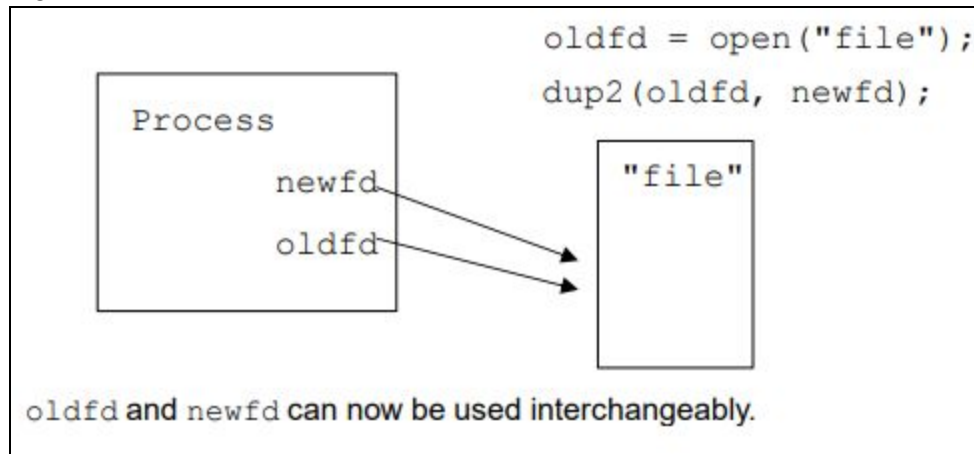 oldfd = open("file");
dup2(oldfd, newfd);
Process
"file"
newfd
oldfd
oldfd and newfd can now be used interchangeably.